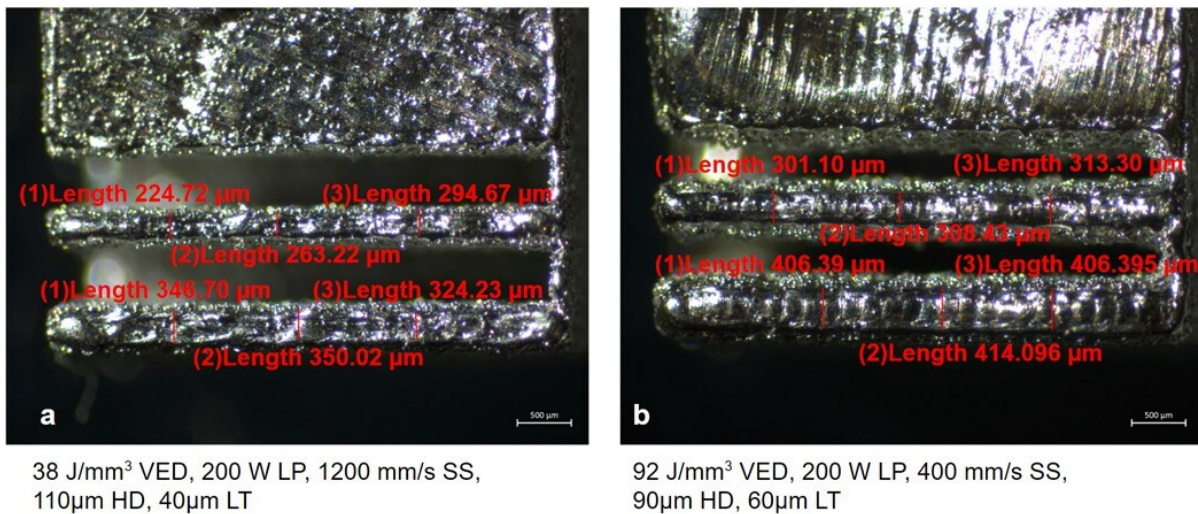 (1)Length 224.72 µm
(3)Length 294.67 µm
(2)Length 263.22 µm
(1)Length 346.70 µm
(3)Length 324.23 µm
(2)Length 350.02 µm
a
500 µm
(1)Length 301.10 µm
(3)Length 313.30 µm
(2)Length 308.43 µm
(1)Length 406.39 µm
(3)Length 406.395 µm
(2)Length 414.096 µm
b
500 µm
38 J/mm³ VED, 200 W LP, 1200 mm/s SS,
110µm HD, 40µm LT
92 J/mm³ VED, 200 W LP, 400 mm/s SS,
90µm HD, 60µm LT